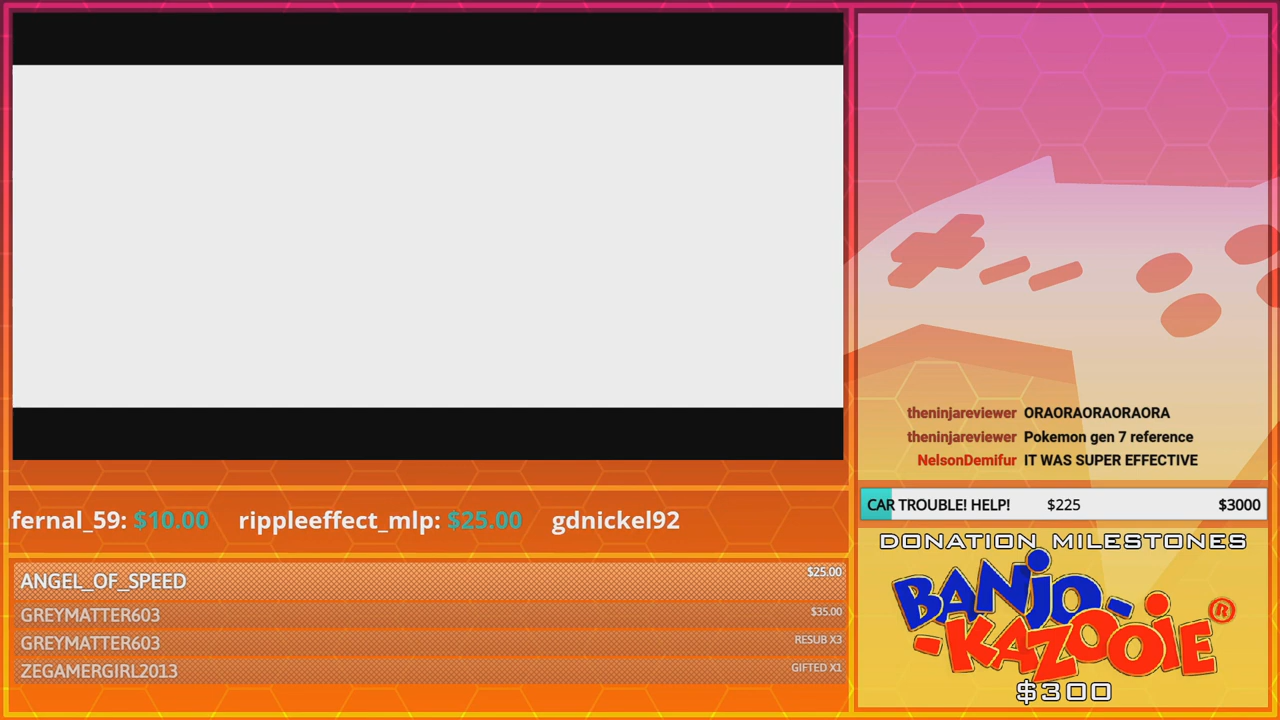 theninjareviewer ORAORAORAORAORA
theninjareviewer Pokemon gen 7 reference
NelsonDemifur IT WAS SUPER EFFECTIVE
CAR TROUBLE! HELP! $225 $3000
fernal_59: $10.00 rippleeffect_mlp: $25.00 gdnickel92
ANGEL_OF_SPEED $25.00
GREYMATTER603 $35.00
GREYMATTER603 RESUB X3
ZEGAMERGIRL2013 GIFTED X1
DONATION MILESTONES
BANJO-
-KAZOOIE®
$300